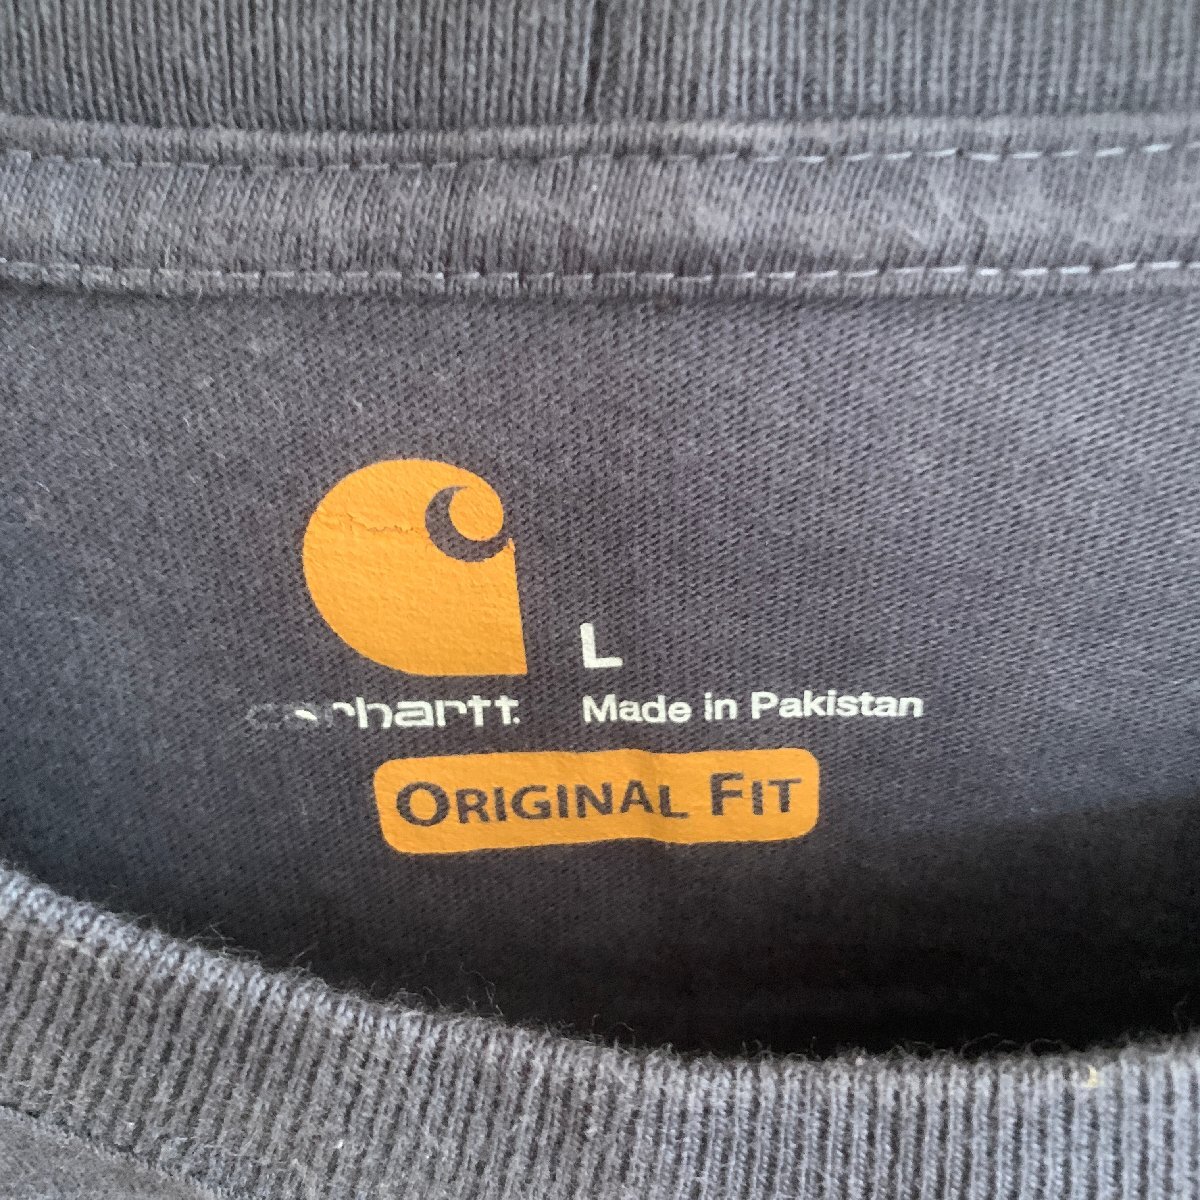 L
carhartt.
Made in Pakistan
ORIGINAL FIT